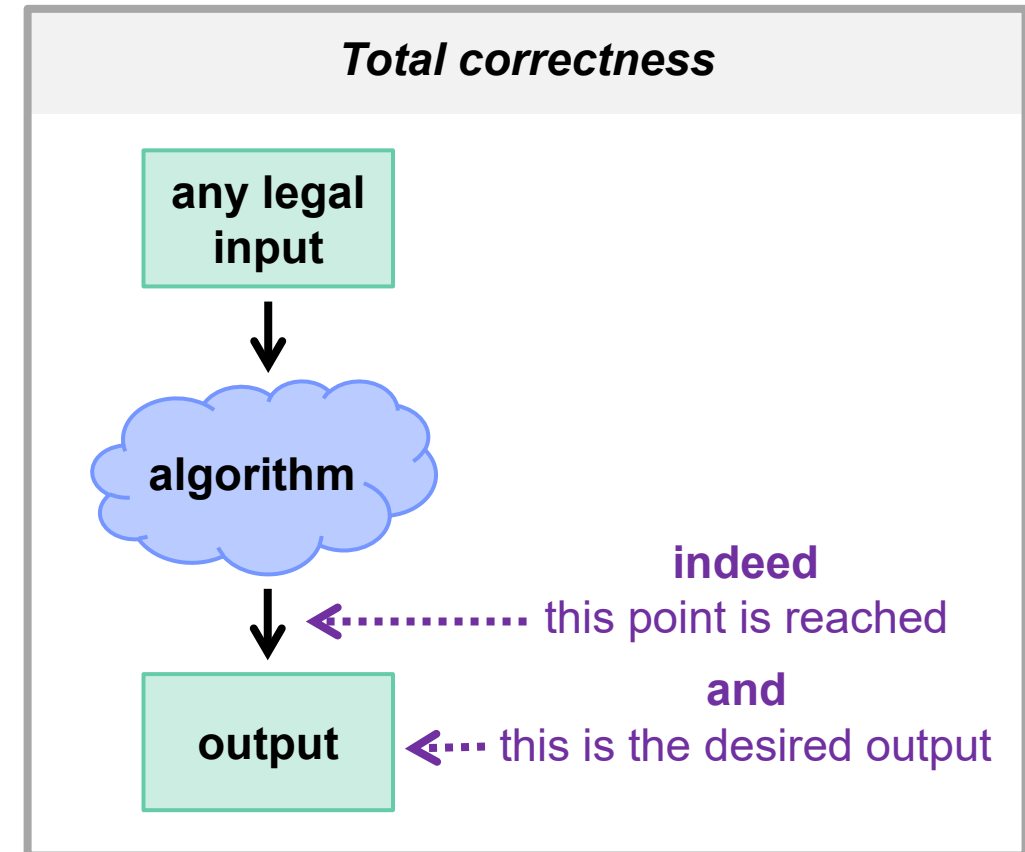 Total correctness
any legal
input
algorithm
indeed
this point is reached
and
output
this is the desired output